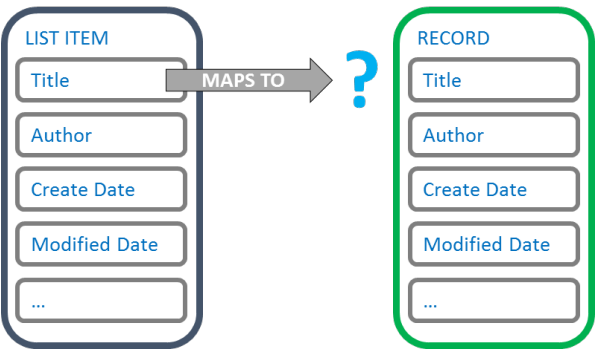 LIST ITEM
Title
Author
Create Date
Modified Date
...
MAPS TO
?
RECORD
Title
Author
Create Date
Modified Date
...